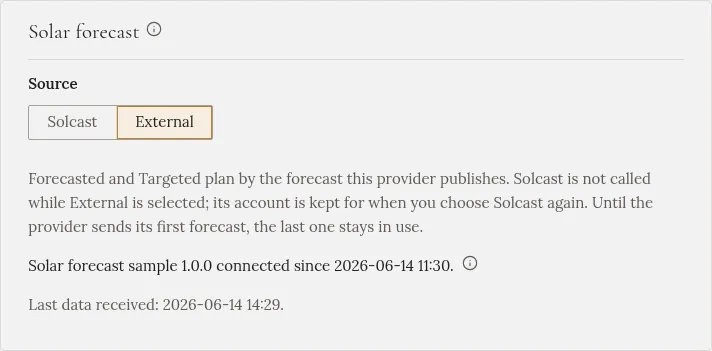 Solar forecast
Source
Solcast
External
Forecasted and Targeted plan by the forecast this provider publishes. Solcast is not called
while External is selected; its account is kept for when you choose Solcast again. Until the
provider sends its first forecast, the last one stays in use.
Solar forecast sample 1.0.0 connected since 2026-06-14 11:30.
Last data received: 2026-06-14 14:29.